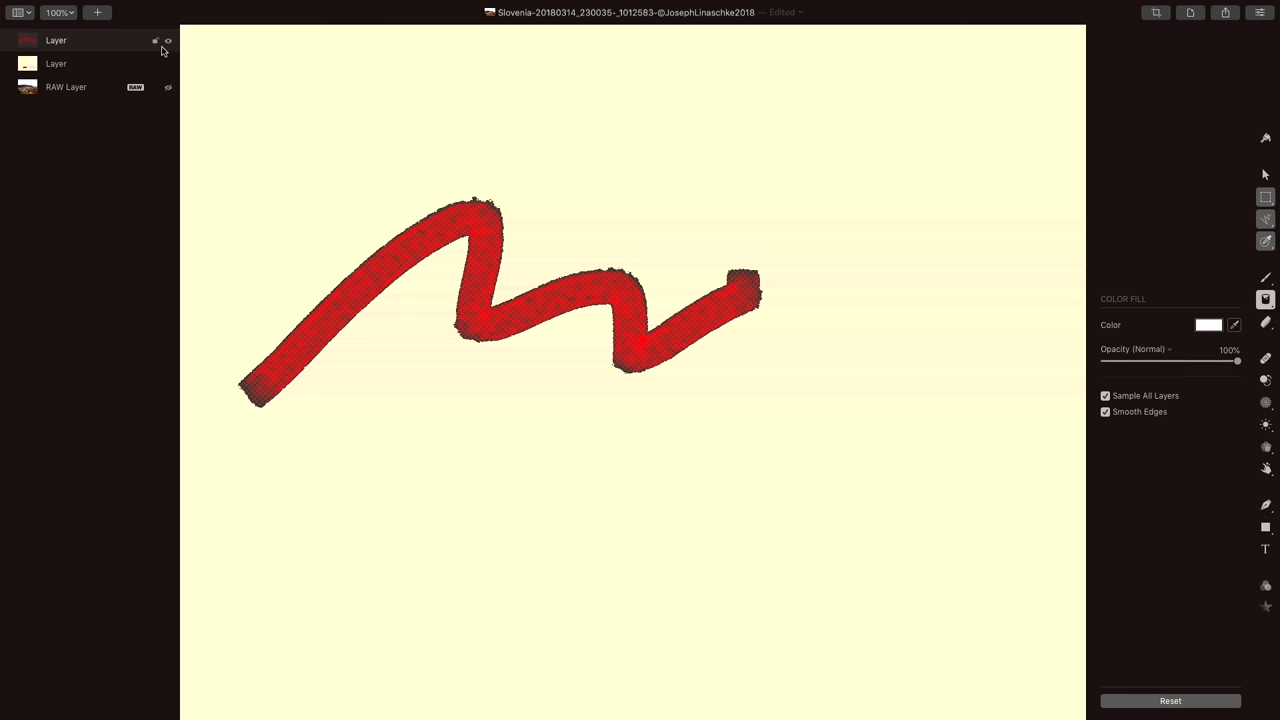 100%
Slovenia-20180314_230035-_1012583-©JosephLinaschke2018 — Edited
Layer
Layer
RAW Layer RAW
COLOR FILL
Color
Opacity (Normal) 100%
Sample All Layers
Smooth Edges
T
Reset